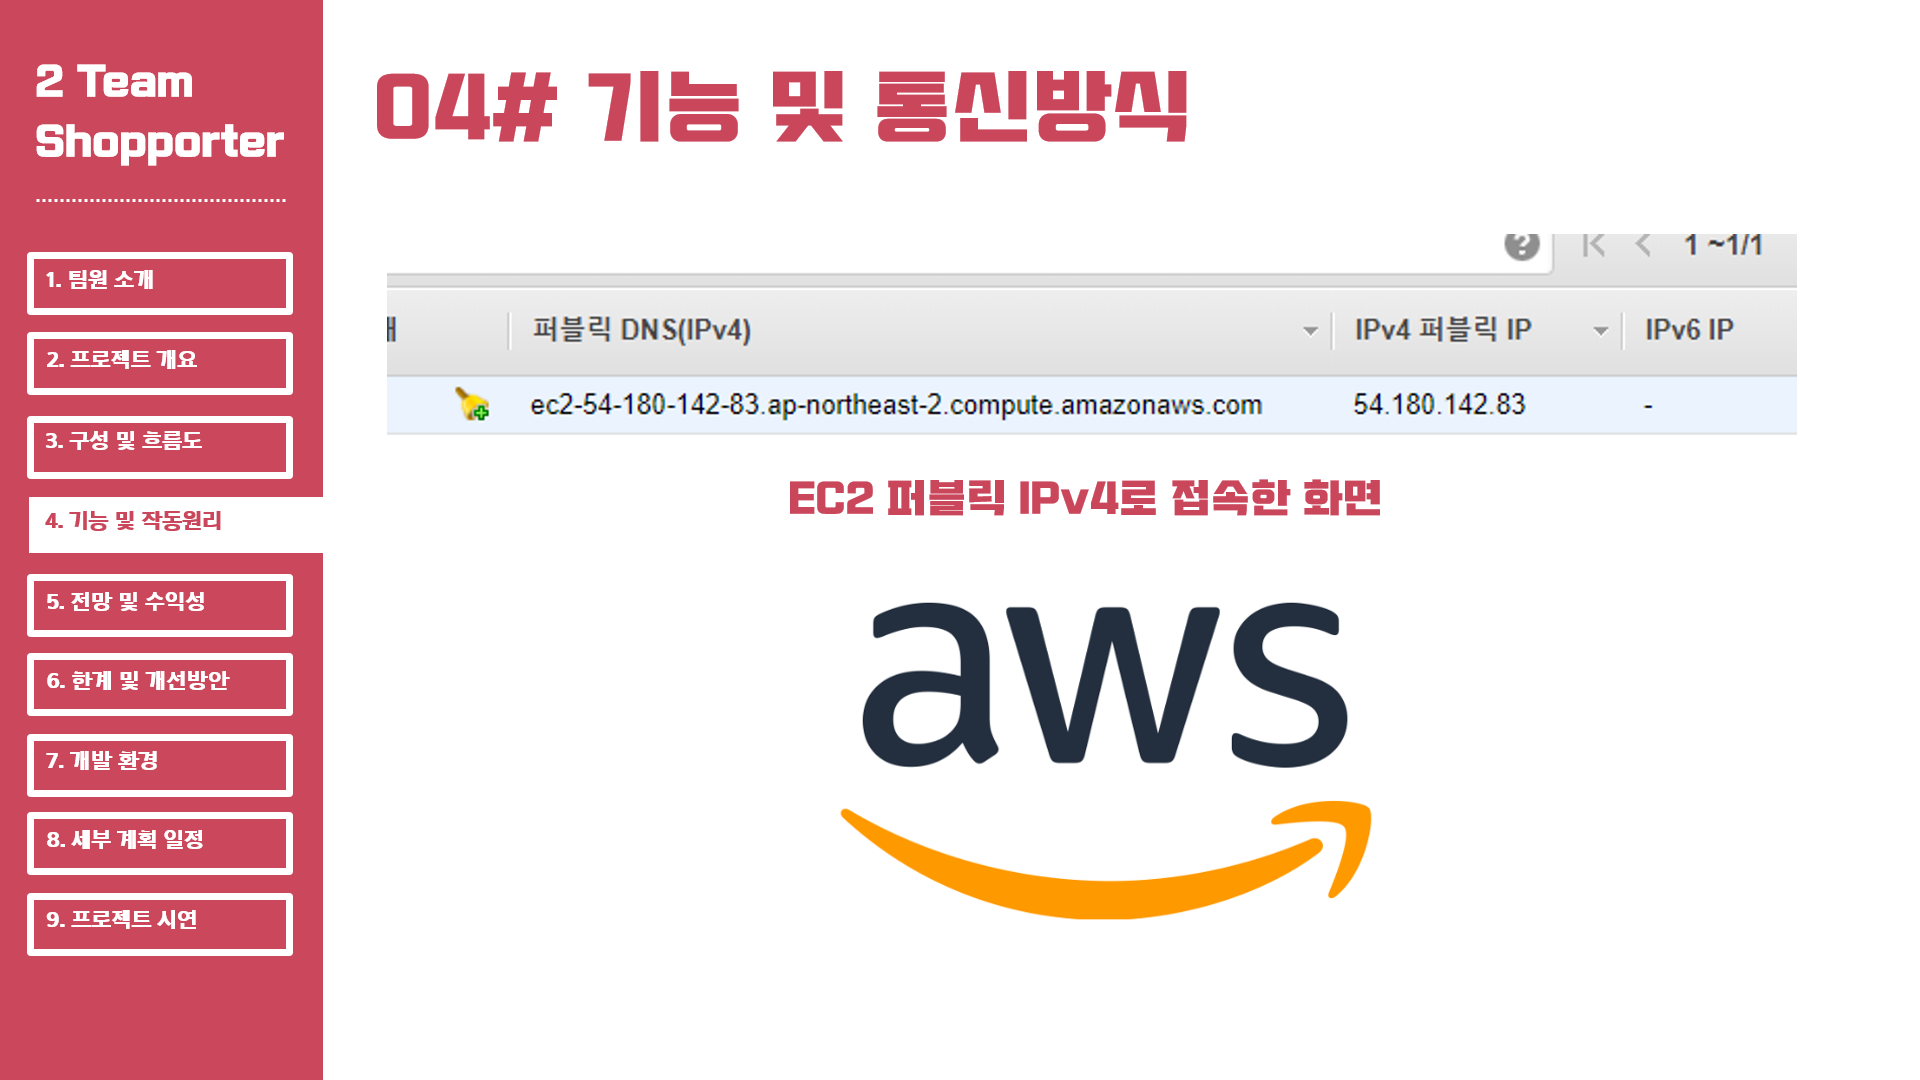 2 Team
Shopporter
1. 팀원 소개
2. 프로젝트 개요
3. 구성 및 흐름도
4. 기능 및 작동원리
5. 전망 및 수익성
6. 한계 및 개선방안
7. 개발 환경
8. 세부 계획 일정
9. 프로젝트 시연
04# 기능 및 통신방식
1 ~1/1
퍼블릭 DNS(IPv4) IPv4 퍼블릭 IP IPv6 IP
ec2-54-180-142-83.ap-northeast-2.compute.amazonaws.com 54.180.142.83 -
EC2 퍼블릭 IPv4로 접속한 화면
aws